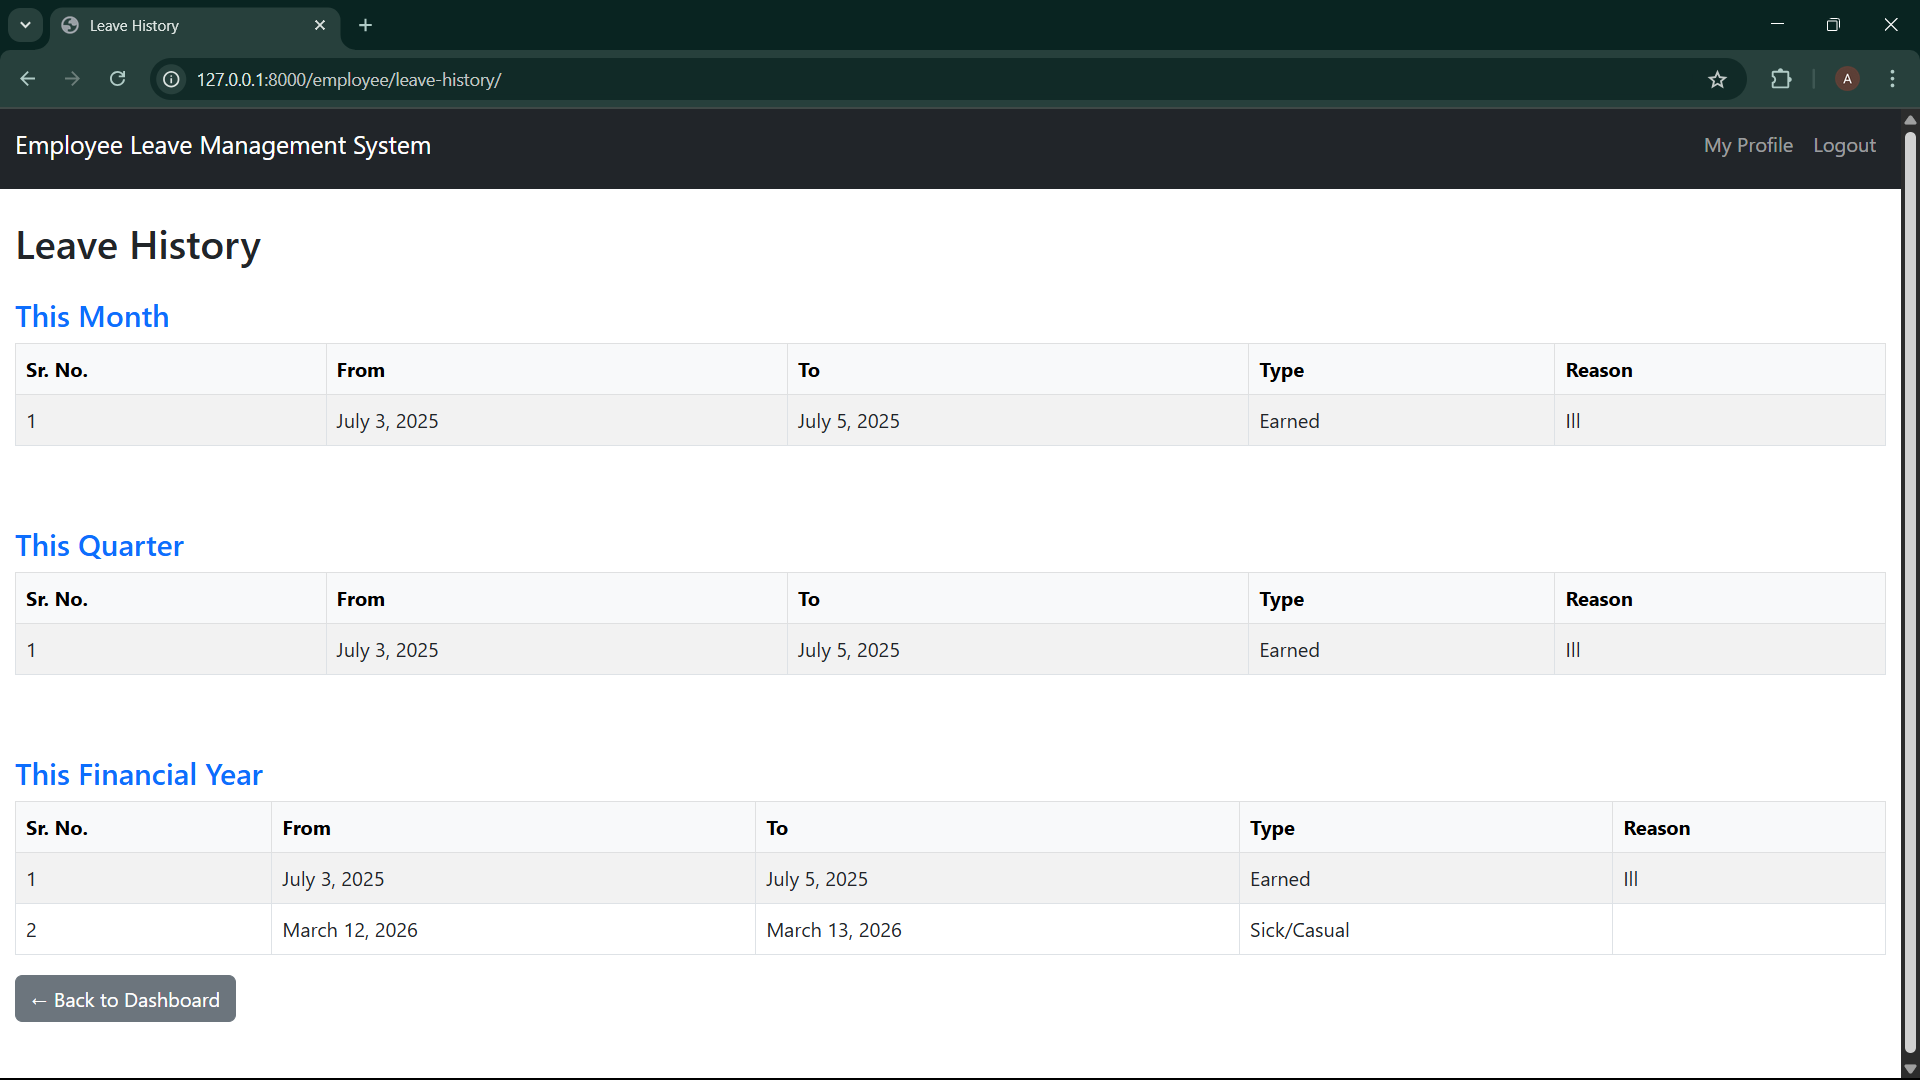 Leave History
127.0.0.1:8000/employee/leave-history/
A
Employee Leave Management System My Profile Logout
Leave History
This Month
Sr. No. From To Type Reason
1 July 3, 2025 July 5, 2025 Earned Ill
This Quarter
Sr. No. From To Type Reason
1 July 3, 2025 July 5, 2025 Earned Ill
This Financial Year
Sr. No. From To Type Reason
1 July 3, 2025 July 5, 2025 Earned Ill
2 March 12, 2026 March 13, 2026 Sick/Casual
← Back to Dashboard